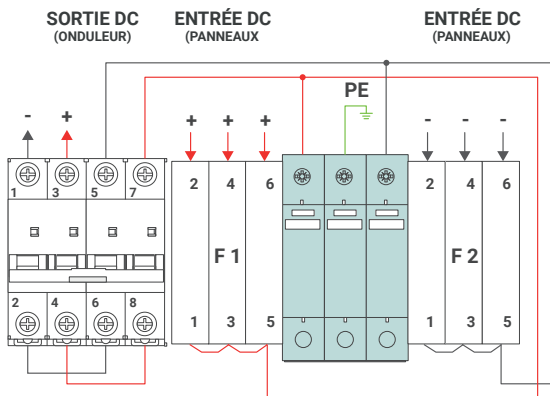 SORTIE DC
(ONDULEUR)
ENTRÉE DC
(PANNEAUX
ENTRÉE DC
(PANNEAUX)
PE
- +
+ + +
- - -
1 3 5 7
2 4 6
2 4 6
F 1
F 2
2 4 6 8
1 3 5
1 3 5